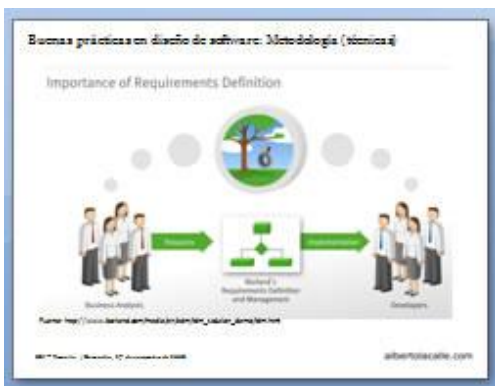 Buenas prácticas en diseño de software: Metodología (técnicas)
Importance of Requirements Definition
Implementation
Borland's
Requirements Definition
and Management
Business Analysts
Developers
albertolacalle.com